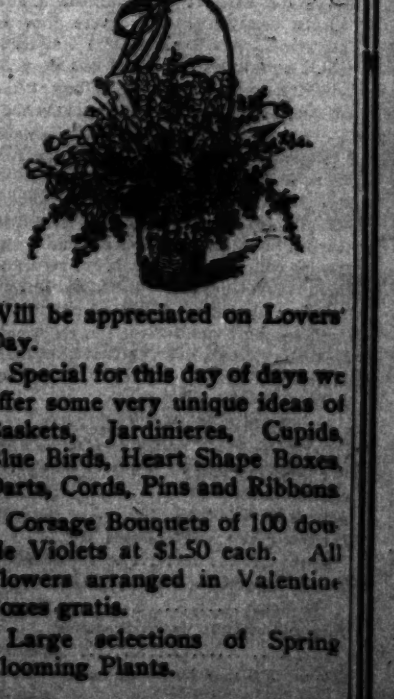 Will be appreciated on Lovers'
Day.
Special for this day of days we
ffer some very unique ideas of
askets, Jardinieres, Cupids,
lue Birds, Heart Shape Boxes,
arts, Cords, Pins and Ribbons
Corsage Bouquets of 100 dou-
le Violets at $1.50 each. All
lowers arranged in Valentine
oxes gratis.
Large selections of Spring
looming Plants.